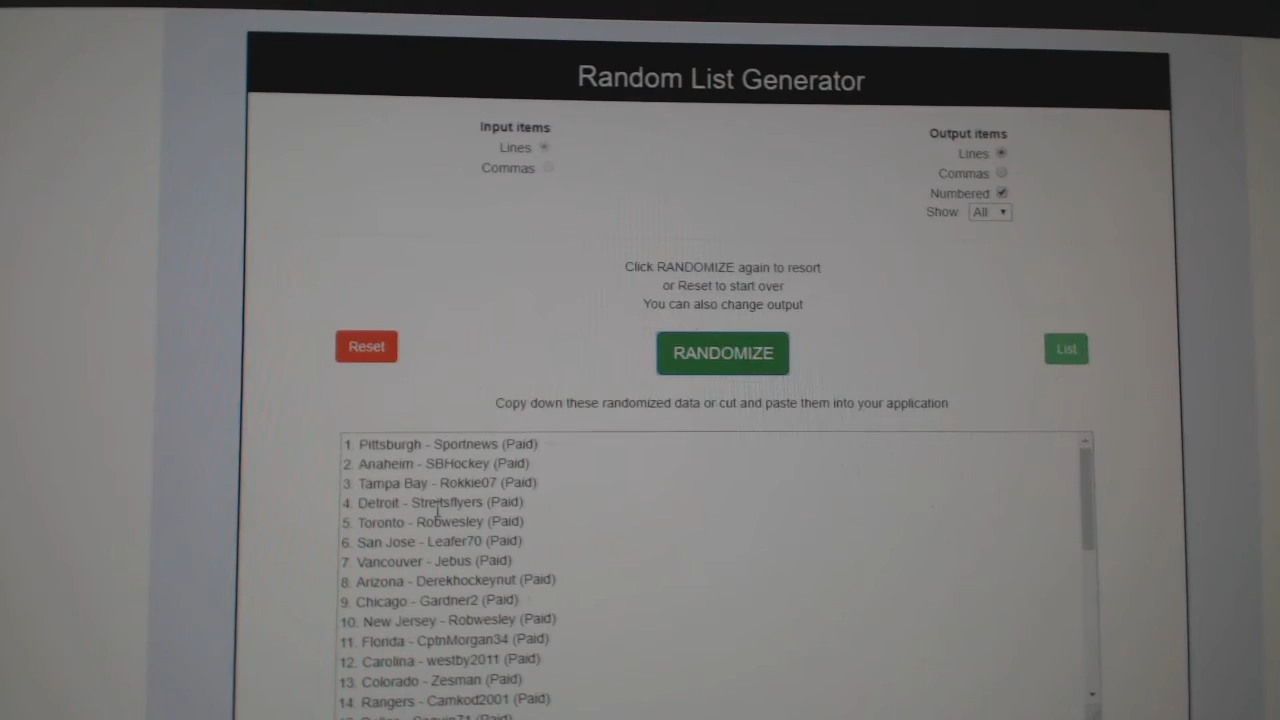 Random List Generator
Input items
Lines
Commas
Output items
Lines
Commas
Numbered
Show All
Click RANDOMIZE again to resort
or Reset to start over
You can also change output
Reset
RANDOMIZE
List
Copy down these randomized data or cut and paste them into your application
1. Pittsburgh - Sportnews (Paid)
2. Anaheim - SBHockey (Paid)
3. Tampa Bay - Rokkie07 (Paid)
4. Detroit - Streitsflyers (Paid)
5. Toronto - Robwesley (Paid)
6. San Jose - Leafer70 (Paid)
7. Vancouver - Jebus (Paid)
8. Arizona - Derekhockeynut (Paid)
9. Chicago - Gardner2 (Paid)
10. New Jersey - Robwesley (Paid)
11. Florida - CptnMorgan34 (Paid)
12. Carolina - westby2011 (Paid)
13. Colorado - Zesman (Paid)
14. Rangers - Camkod2001 (Paid)